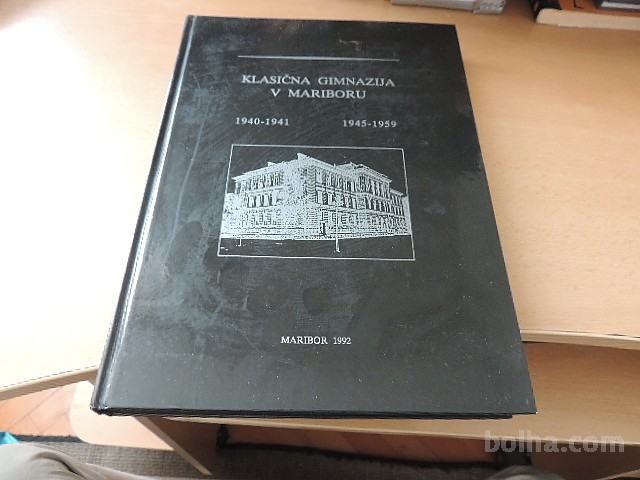 KLASIČNA GIMNAZIJA
V MARIBORU
1940-1941 1945-1959
MARIBOR 1992
bolha.com